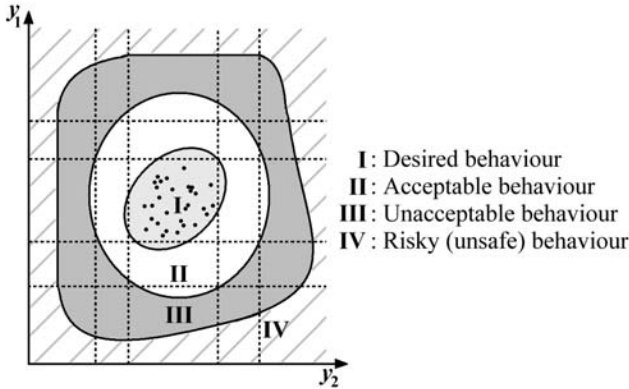 y1
I
II
III
IV
y2
I : Desired behaviour
II : Acceptable behaviour
III : Unacceptable behaviour
IV : Risky (unsafe) behaviour